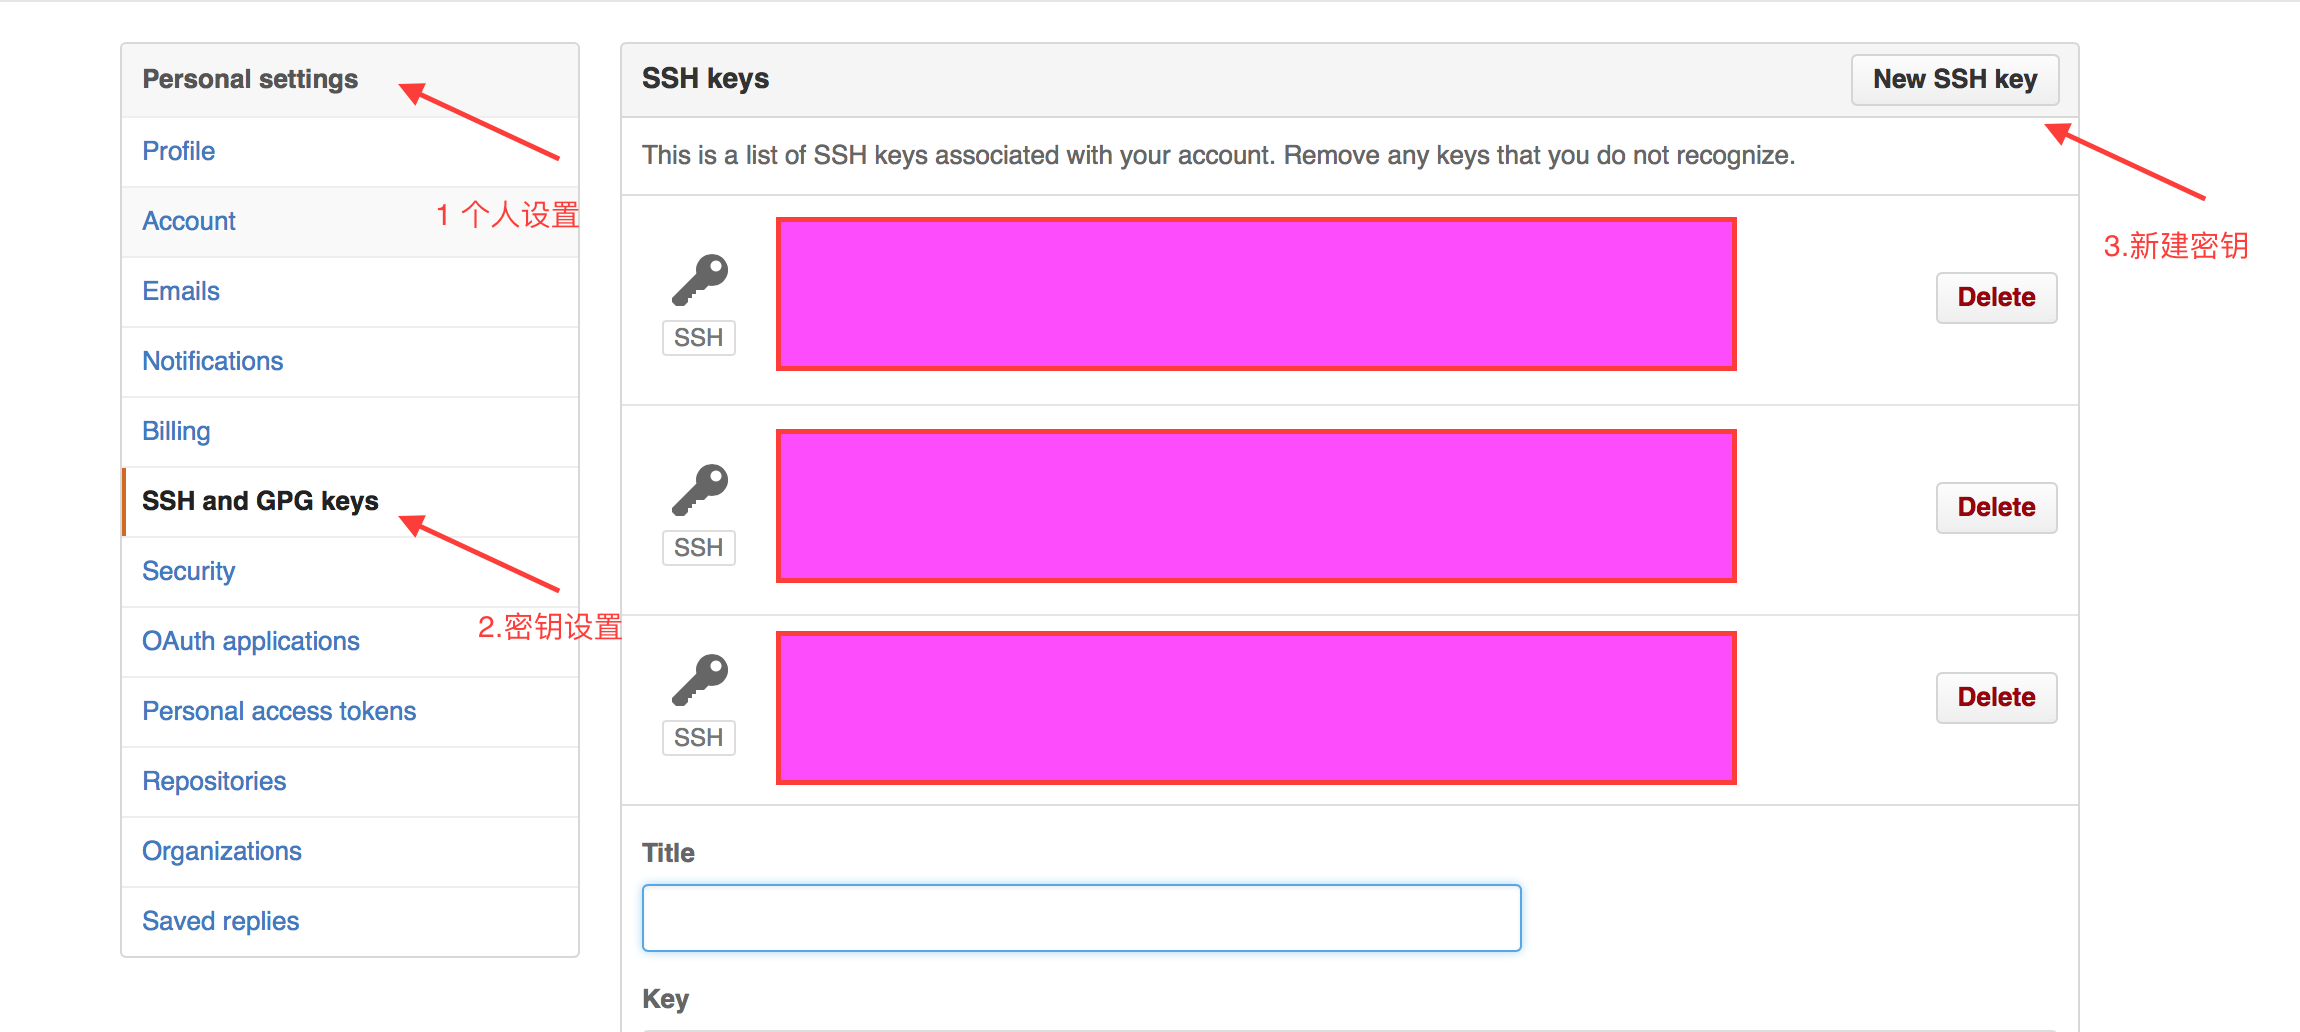 Personal settings
Profile
Account
1 个人设置
Emails
Notifications
Billing
SSH and GPG keys
Security
2.密钥设置
OAuth applications
Personal access tokens
Repositories
Organizations
Saved replies
SSH keys
New SSH key
This is a list of SSH keys associated with your account. Remove any keys that you do not recognize.
3.新建密钥
SSH
Delete
SSH
Delete
SSH
Delete
Title
Key